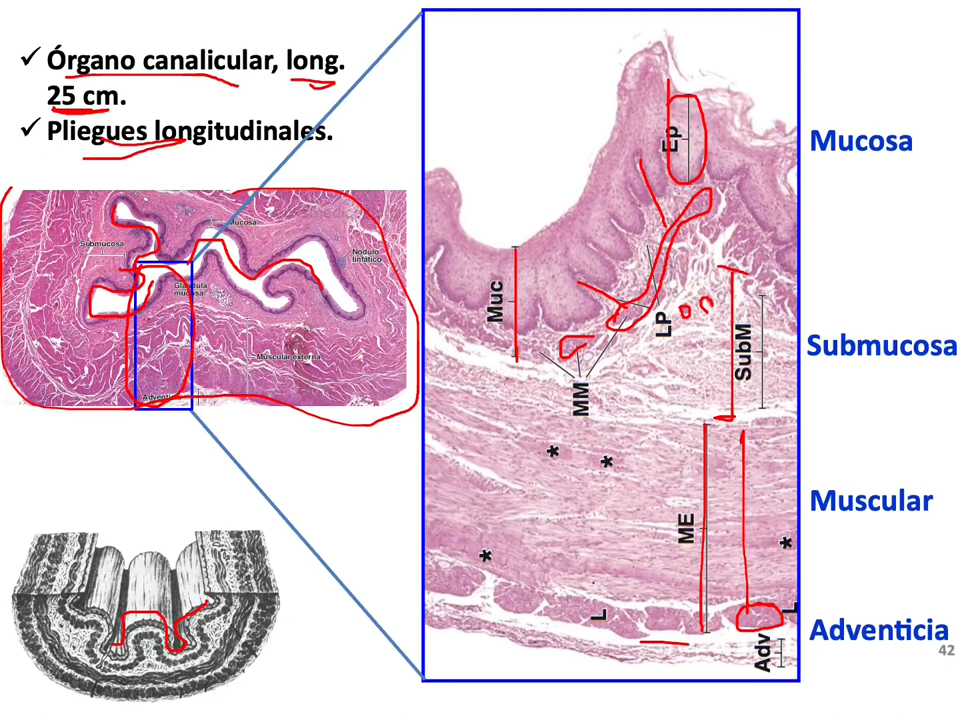 ✓ Órgano canalicular, long.
25 cm.
✓ Pliegues longitudinales.
Mucosa
Submucosa
Nódulo
linfático
Glándula
mucosa
Muscular externa
Ep
Muc
LP
MM
SubM
*
*
ME
*
*
L
L
Adv
Mucosa
Submucosa
Muscular
Adventicia
42